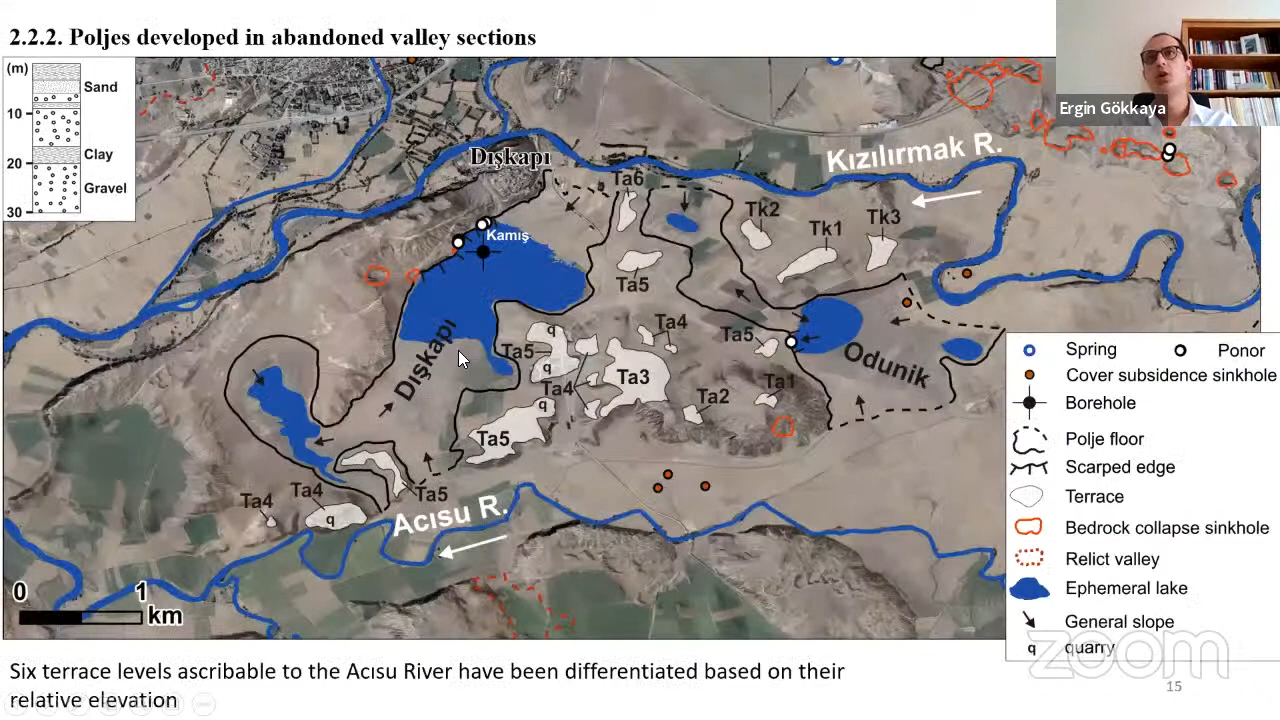 2.2.2. Poljes developed in abandoned valley sections
(m)
Sand
10
Clay
20
Gravel
30
Ergin Gökkaya
Dışkapı
Kızılırmak R.
Ta6
Tk2
Tk1
Tk3
Kamış
Ta5
Dışkapı
Ta5
q
q
Ta4
Ta4
Ta3
Ta5
Odunik
Ta2
Ta1
q
Ta5
Ta4
Ta4
q
Ta5
Acısu R.
0
1
km
Spring
Ponor
Cover subsidence sinkhole
Borehole
Polje floor
Scarped edge
Terrace
Bedrock collapse sinkhole
Relict valley
Ephemeral lake
General slope
q quarry
zoom
Six terrace levels ascribable to the Acısu River have been differentiated based on their
relative elevation
15